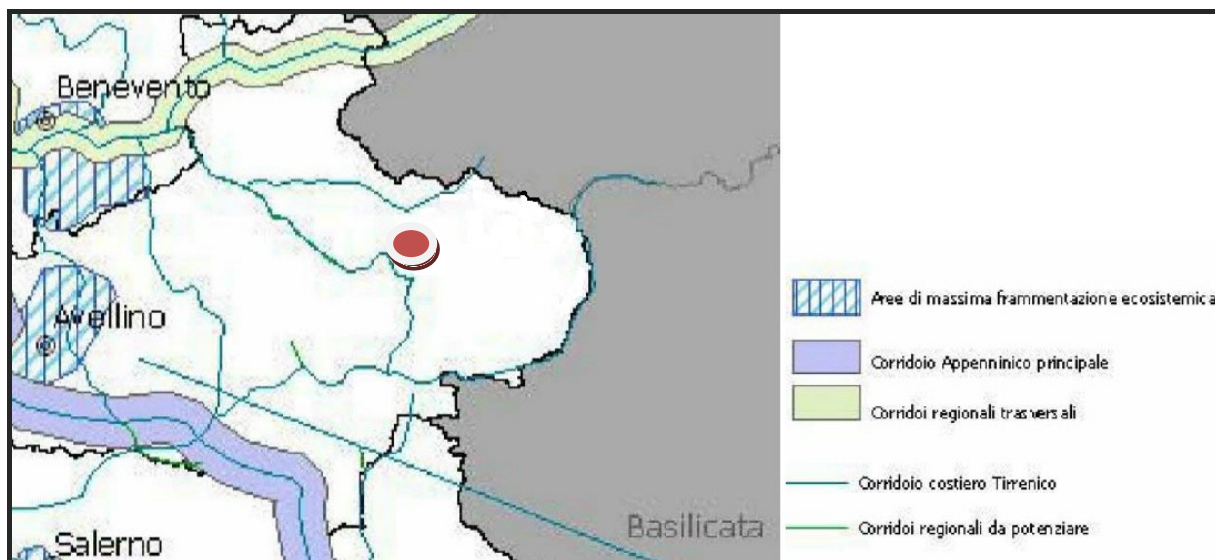 Benevento
Avellino
Salerno
Basilicata
Aree di massima frammentazione ecosistemica
Corridoio Appenninico principale
Corridoi regionali trasversali
Corridoio costiero Tirrenico
Corridoi regionali da potenziare